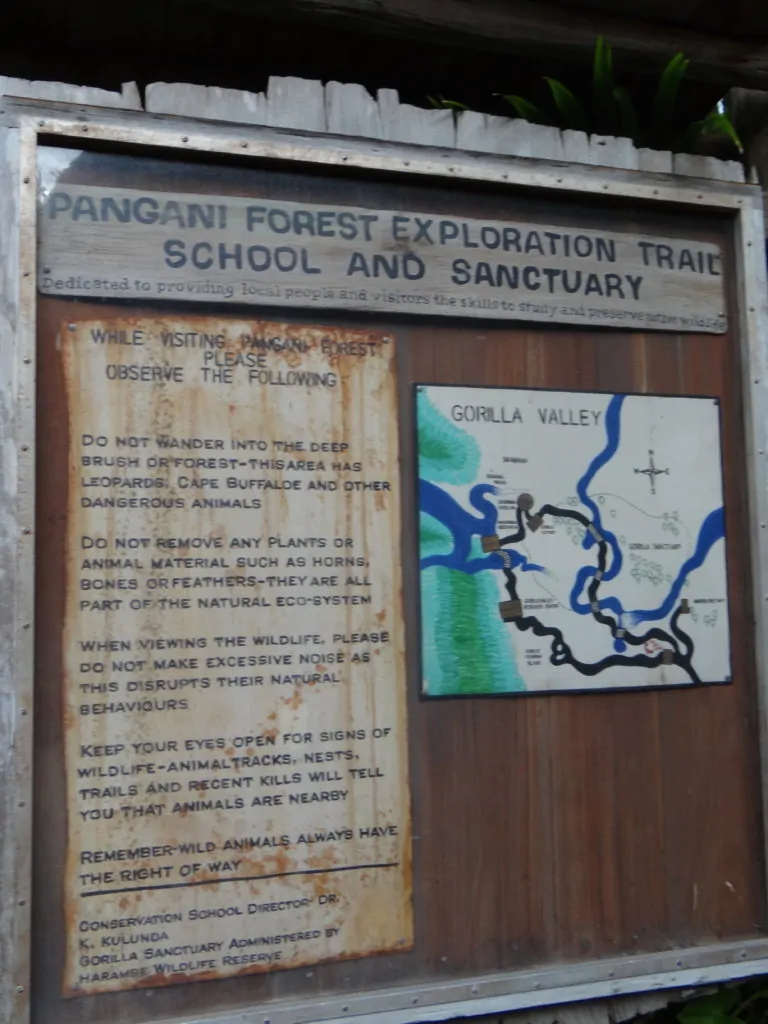 PANGANI FOREST EXPLORATION TRAIL
SCHOOL AND SANCTUARY
Dedicated to providing local people and visitors the skills to study and preserve native wildlife
WHILE VISITING PANGANI FOREST
PLEASE
OBSERVE THE FOLLOWING
DO NOT WANDER INTO THE DEEP
BRUSH OR FOREST-THIS AREA HAS
LEOPARDS, CAPE BUFFALOE AND OTHER
DANGEROUS ANIMALS
DO NOT REMOVE ANY PLANTS OR
ANIMAL MATERIAL SUCH AS HORNS,
BONES OR FEATHERS-THEY ARE ALL
PART OF THE NATURAL ECO-SYSTEM
WHEN VIEWING THE WILDLIFE, PLEASE
DO NOT MAKE EXCESSIVE NOISE AS
THIS DISRUPTS THEIR NATURAL
BEHAVIOURS
KEEP YOUR EYES OPEN FOR SIGNS OF
WILDLIFE-ANIMAL TRACKS, NESTS,
TRAILS AND RECENT KILLS WILL TELL
YOU THAT ANIMALS ARE NEARBY
REMEMBER-WILD ANIMALS ALWAYS HAVE
THE RIGHT OF WAY
CONSERVATION SCHOOL DIRECTOR- DR.
K. KULUNDA
GORILLA SANCTUARY ADMINISTERED BY
HARAMBE WILDLIFE RESERVE
GORILLA VALLEY
N
W E
S
GORILLA SANCTUARY